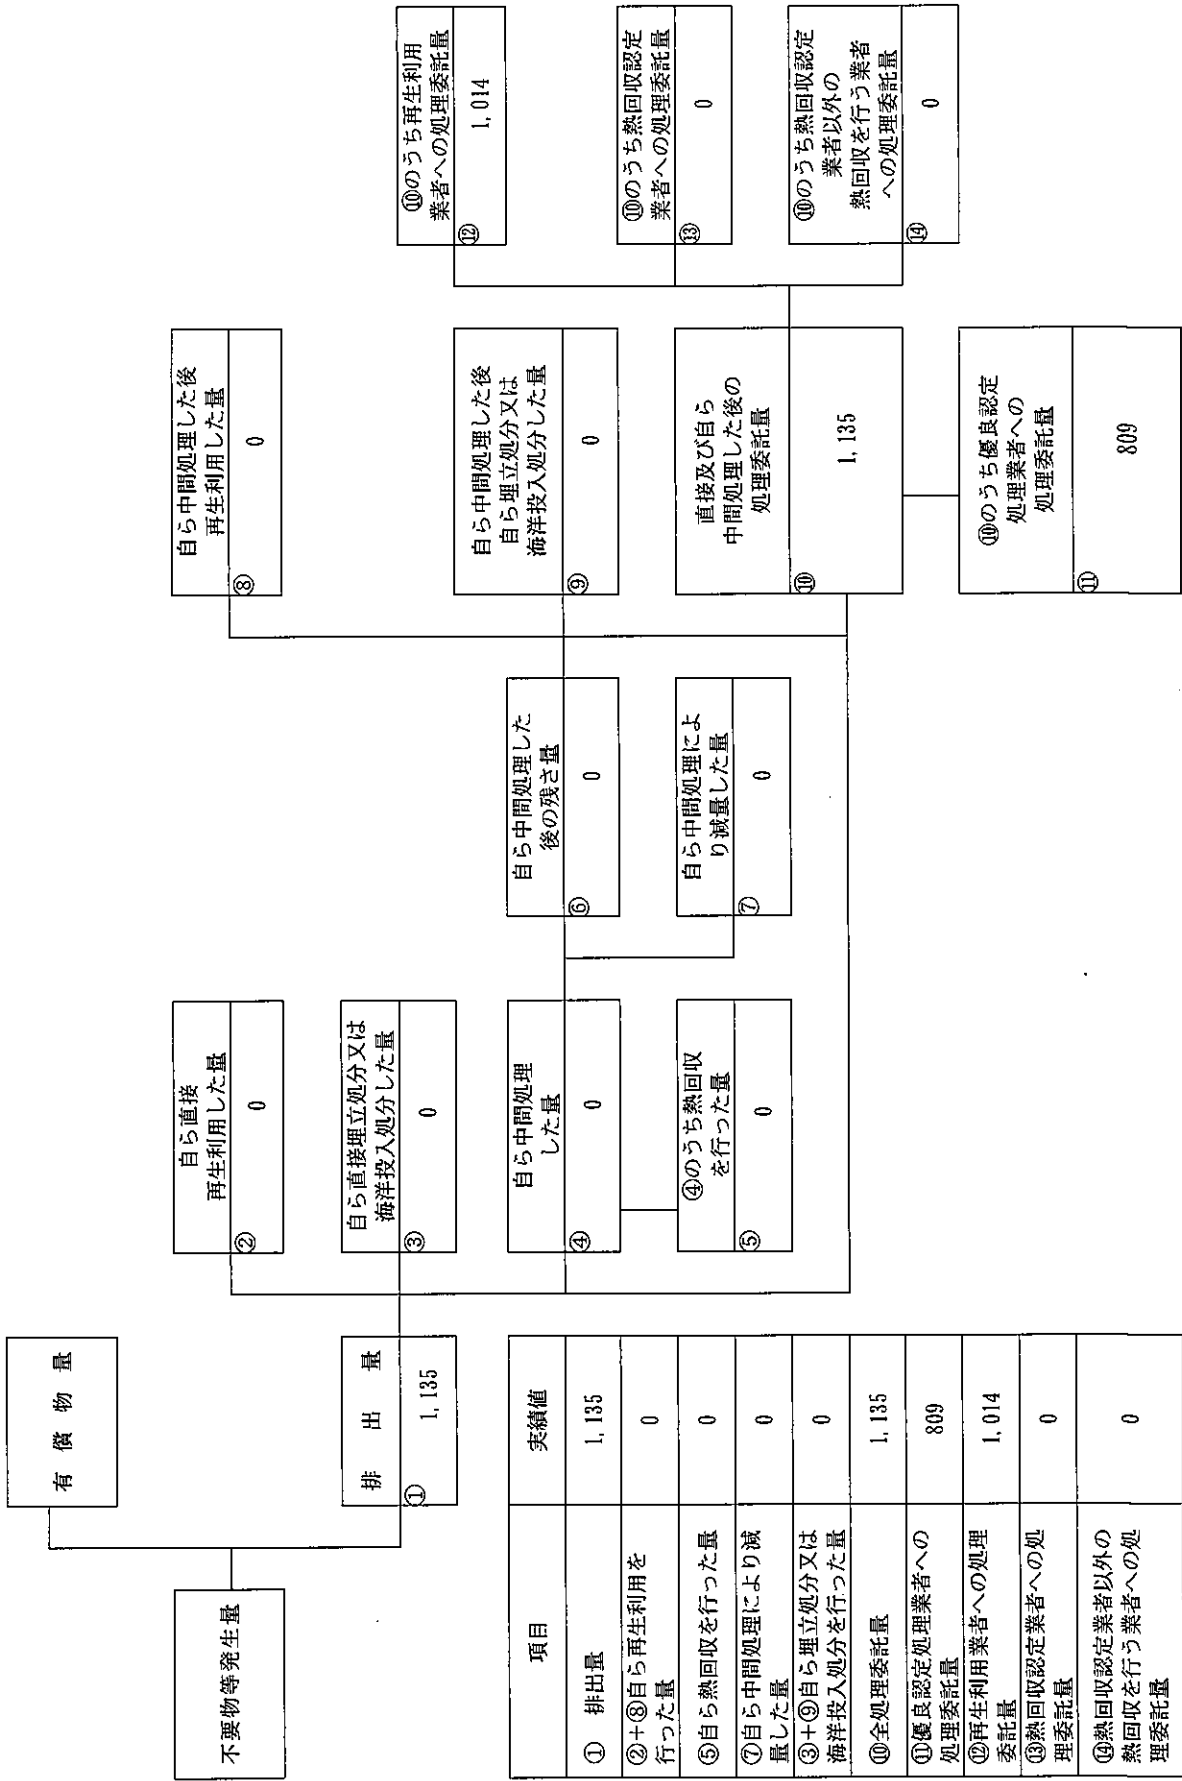 有償物量
不要物等発生量
排出量
①
1,135
自ら直接
再生利用した量
②
0
自ら直接埋立処分又は
海洋投入処分した量
③
0
自ら中間処理
した量
④
0
④のうち熱回収
を行った量
⑤
0
自ら中間処理した
後の残さ量
⑥
0
自ら中間処理によ
り減量した量
⑦
0
自ら中間処理した後
再生利用した量
⑧
0
自ら中間処理した後
自ら埋立処分又は
海洋投入処分した量
⑨
0
直接及び自ら
中間処理した後の
処理委託量
⑩
1,135
⑩のうち優良認定
処理業者への
処理委託量
⑪
809
⑩のうち再生利用
業者への処理委託量
⑫
1,014
⑩のうち熱回収認定
業者への処理委託量
⑬
0
⑩のうち熱回収認定
業者以外の
熱回収を行う業者
への処理委託量
⑭
0
項目 実績値
① 排出量 1,135
②+⑧自ら再生利用を
行った量 0
⑤自ら熱回収を行った量 0
⑦自ら中間処理により減
量した量 0
③+⑨自ら埋立処分又は
海洋投入処分を行った量 0
⑩全処理委託量 1,135
⑪優良認定処理業者への
処理委託量 809
⑫再生利用業者への処理
委託量 1,014
⑬熱回収認定業者への処
理委託量 0
⑭熱回収認定業者以外の
熱回収を行う業者への処
理委託量 0